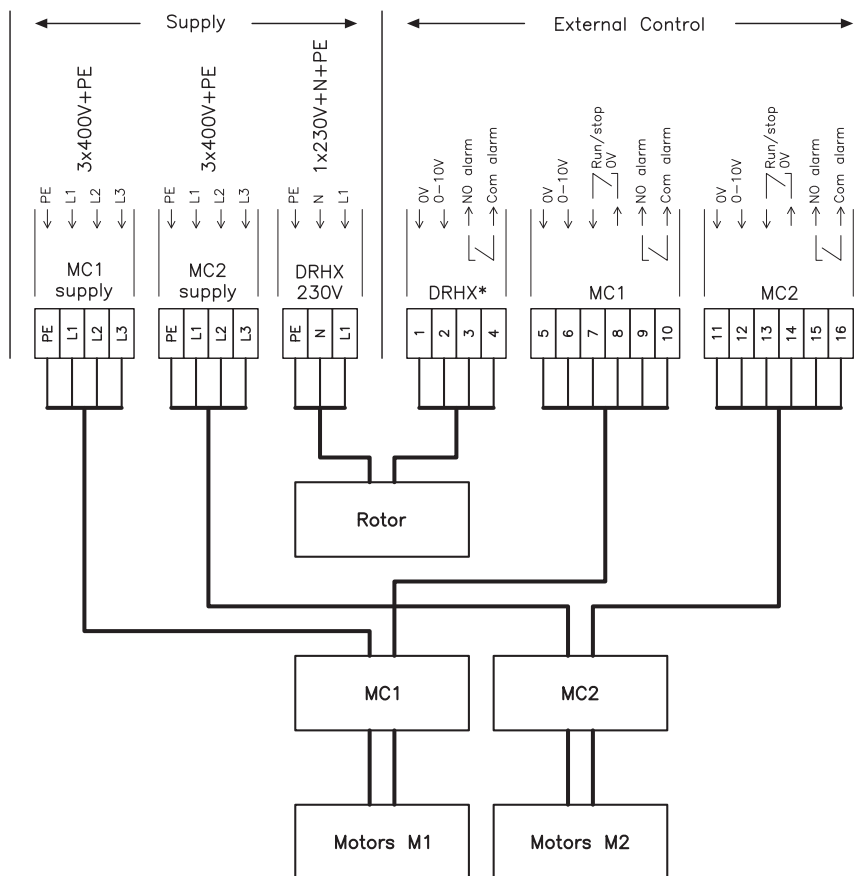 Supply
External Control
3x400V+PE
3x400V+PE
1x230V+N+PE
PE
L1
L2
L3
PE
L1
L2
L3
PE
N
L1
0V
0-10V
NO alarm
Com alarm
0V
0-10V
Run/stop
0V
NO alarm
Com alarm
0V
0-10V
Run/stop
0V
NO alarm
Com alarm
MC1
supply
MC2
supply
DRHX
230V
DRHX*
MC1
MC2
PE
L1
L2
L3
PE
L1
L2
L3
PE
N
L1
1
2
3
4
5
6
7
8
9
10
11
12
13
14
15
16
Rotor
MC1
MC2
Motors M1
Motors M2